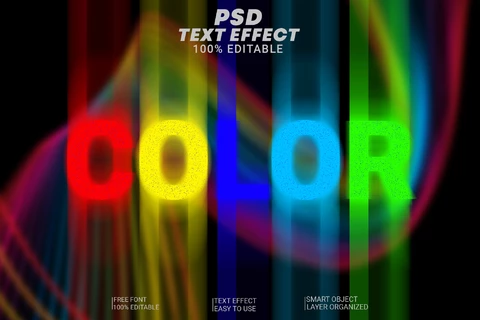 PSD
TEXT EFFECT
100% EDITABLE
COLOR
FREE FONT
100% EDITABLE
TEXT EFFECT
EASY TO USE
SMART OBJECT
LAYER ORGANIZED